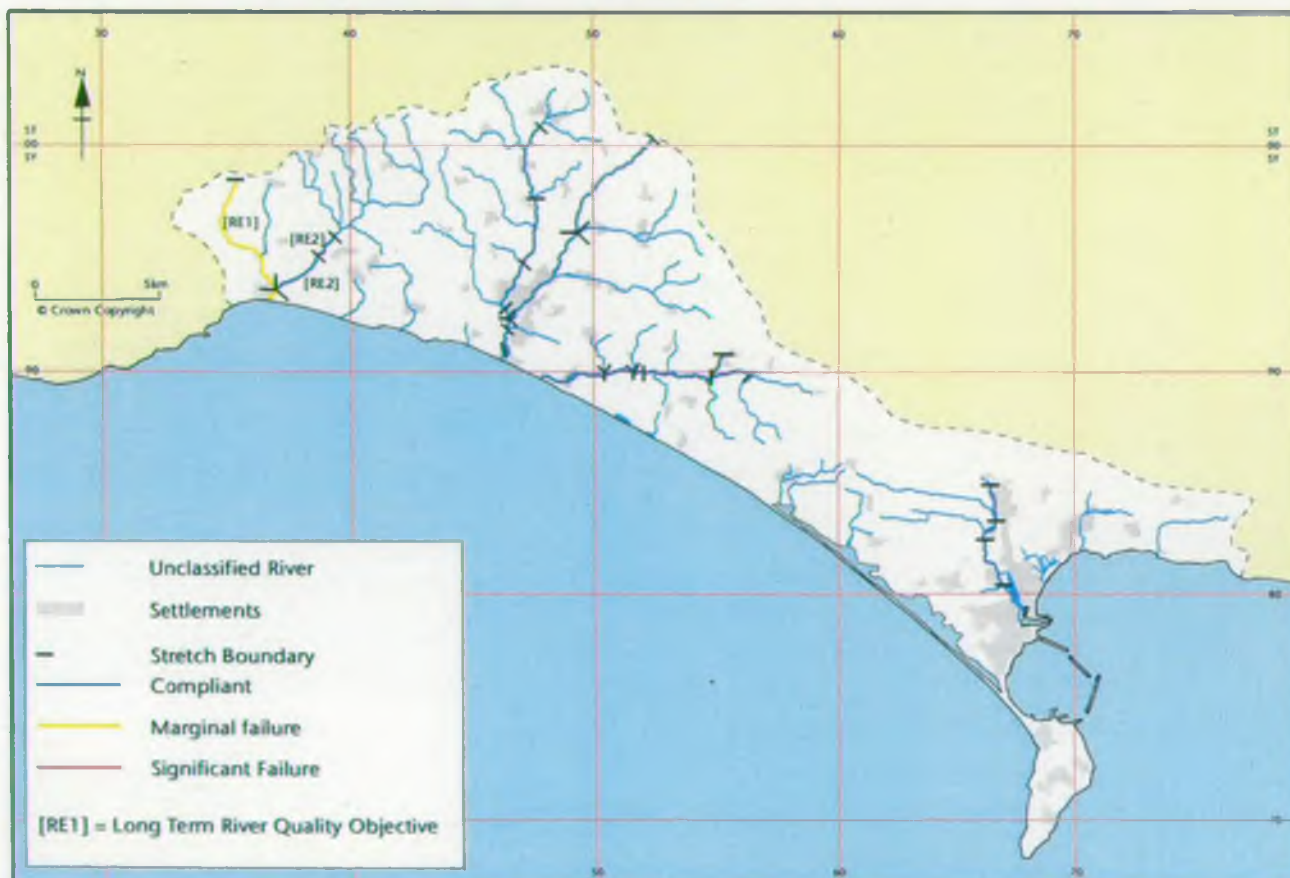 30 40 50 60 70
N
ST
00 00
SY
[RE1]
[RE2]
[RE2]
0 5km
© Crown Copyright
90 90
80 80
Unclassified River
Settlements
Stretch Boundary
Compliant
Marginal failure
Significant Failure
[RE1] = Long Term River Quality Objective
70
50 60 70